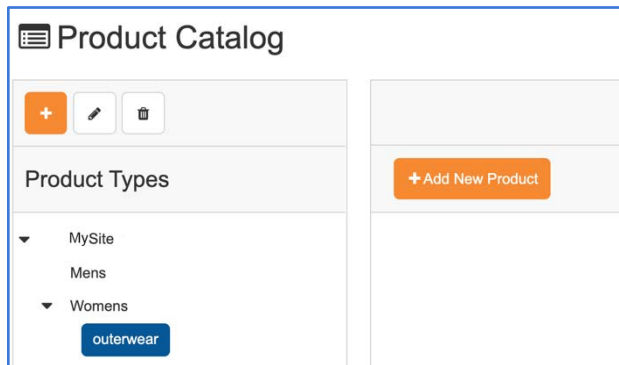 Product Catalog
Product Types
+ Add New Product
MySite
Mens
Womens
outerwear